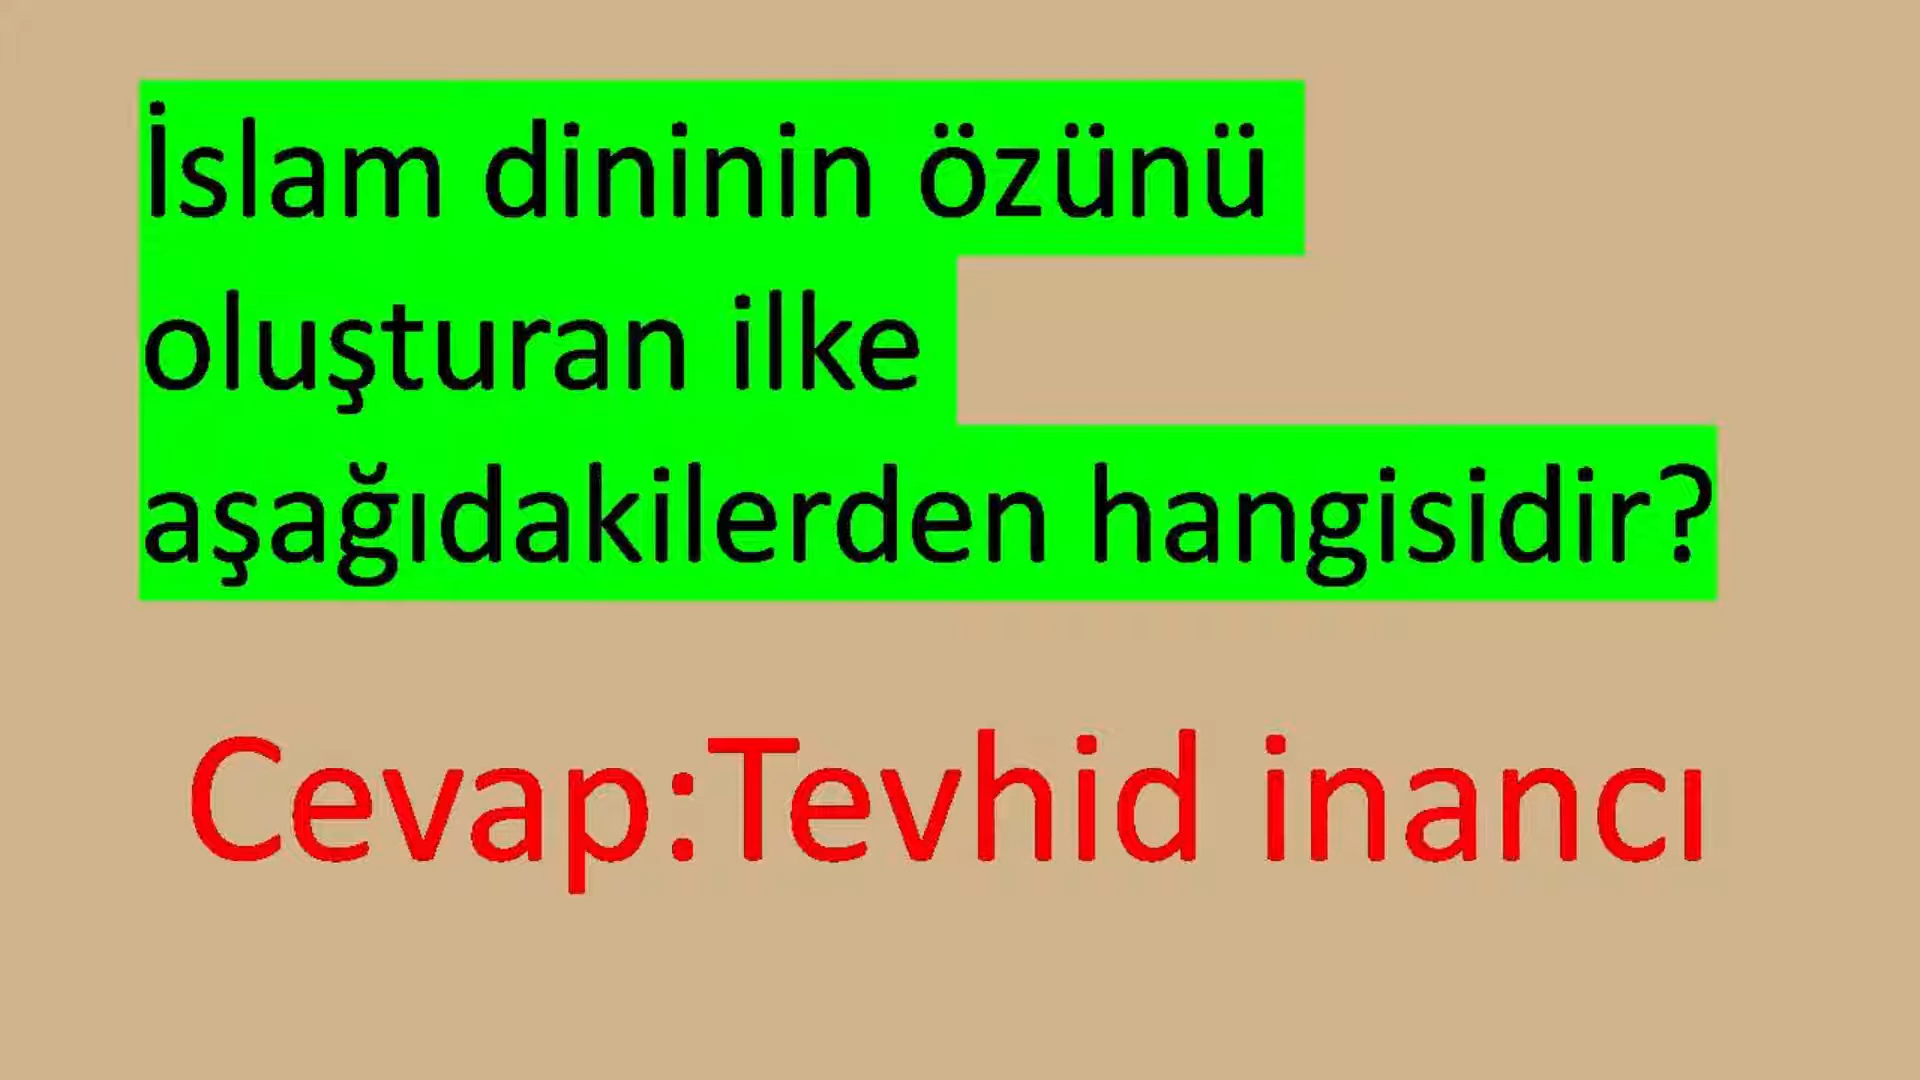 İslam dininin özünü
oluşturan ilke
aşağıdakilerden hangisidir?
Cevap:Tevhid inancı